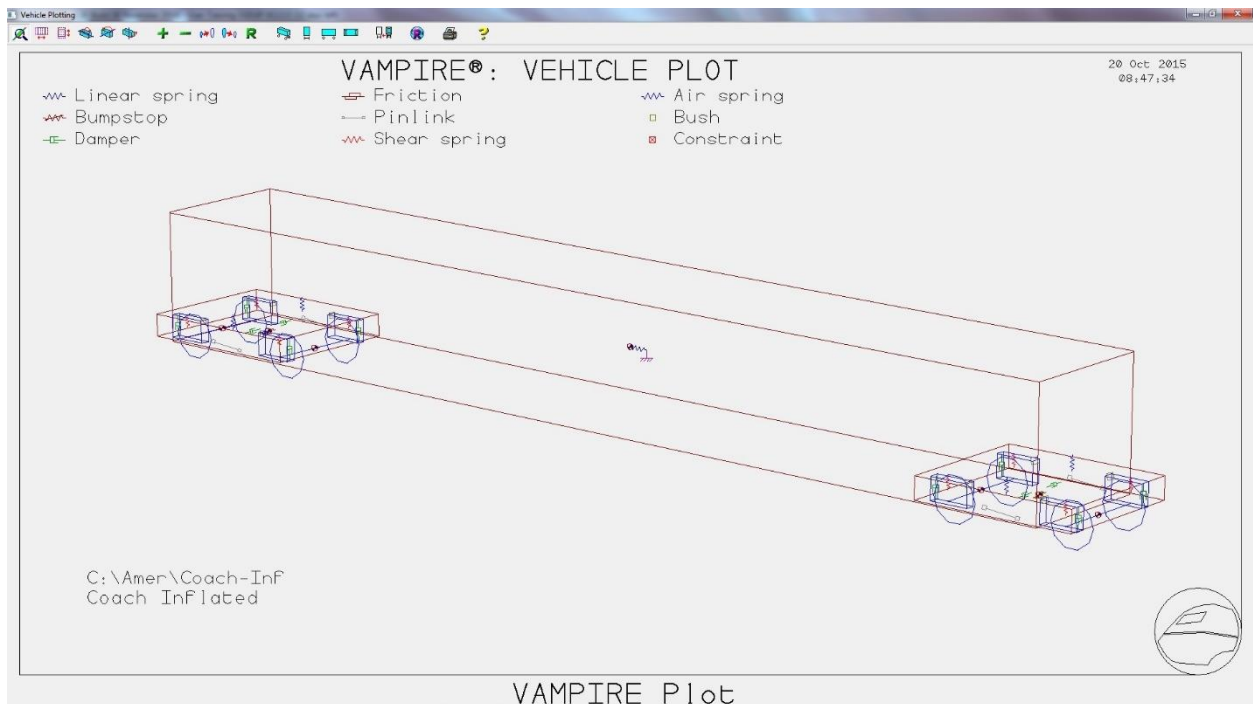 Vehicle Plotting
R
R
?
VAMPIRE®: VEHICLE PLOT
20 Oct 2015
08:47:34
Linear spring
Friction
Air spring
Bumpstop
Pinlink
Bush
Damper
Shear spring
Constraint
C:\Amer\Coach-Inf
Coach Inflated
VAMPIRE Plot